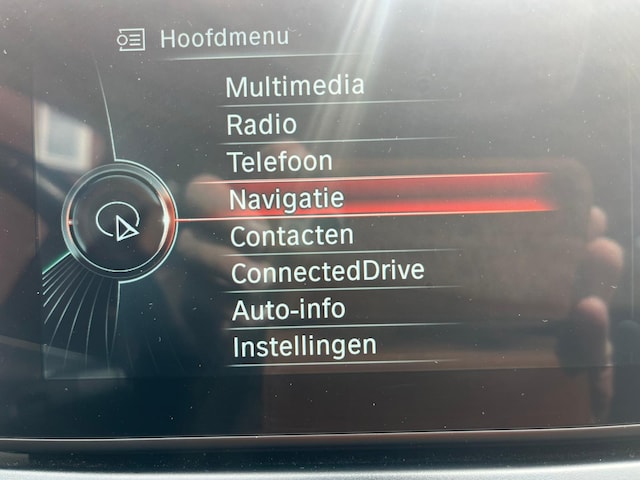 Hoofdmenu
Multimedia
Radio
Telefoon
Navigatie
Contacten
ConnectedDrive
Auto-info
Instellingen